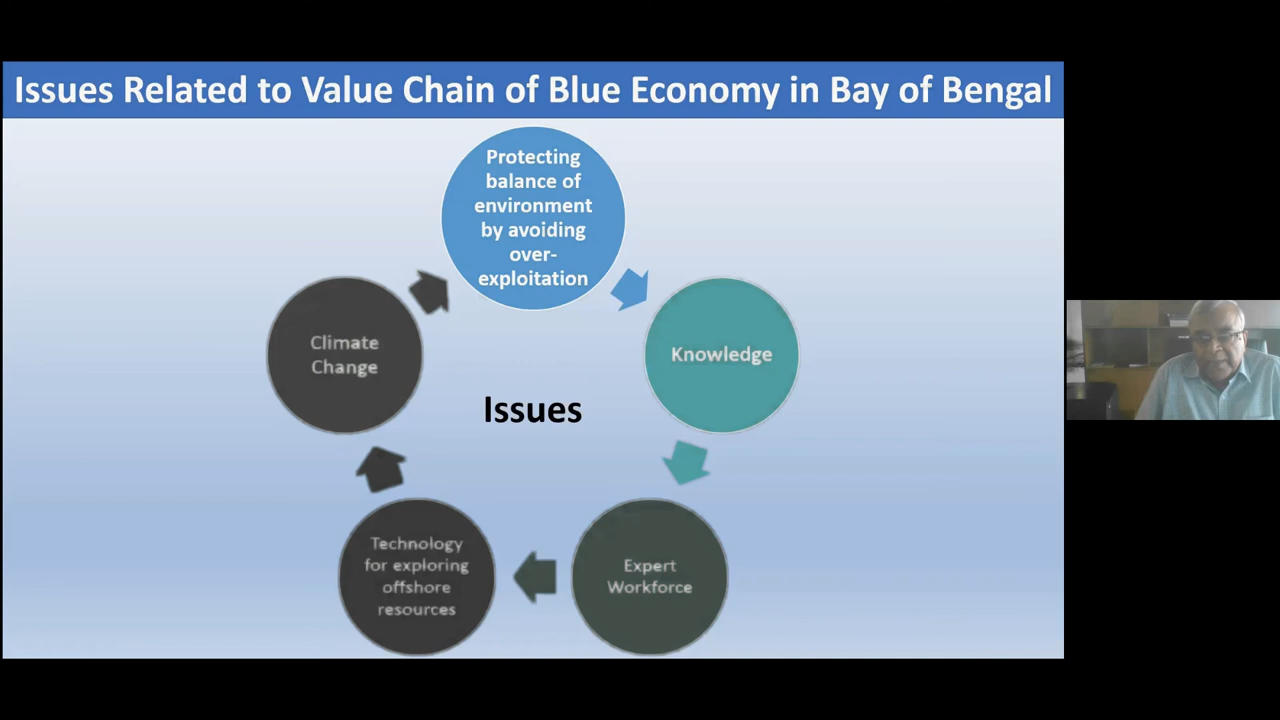 Issues Related to Value Chain of Blue Economy in Bay of Bengal
Protecting
balance of
environment
by avoiding
over-
exploitation
Knowledge
Expert
Workforce
Technology
for exploring
offshore
resources
Climate
Change
Issues